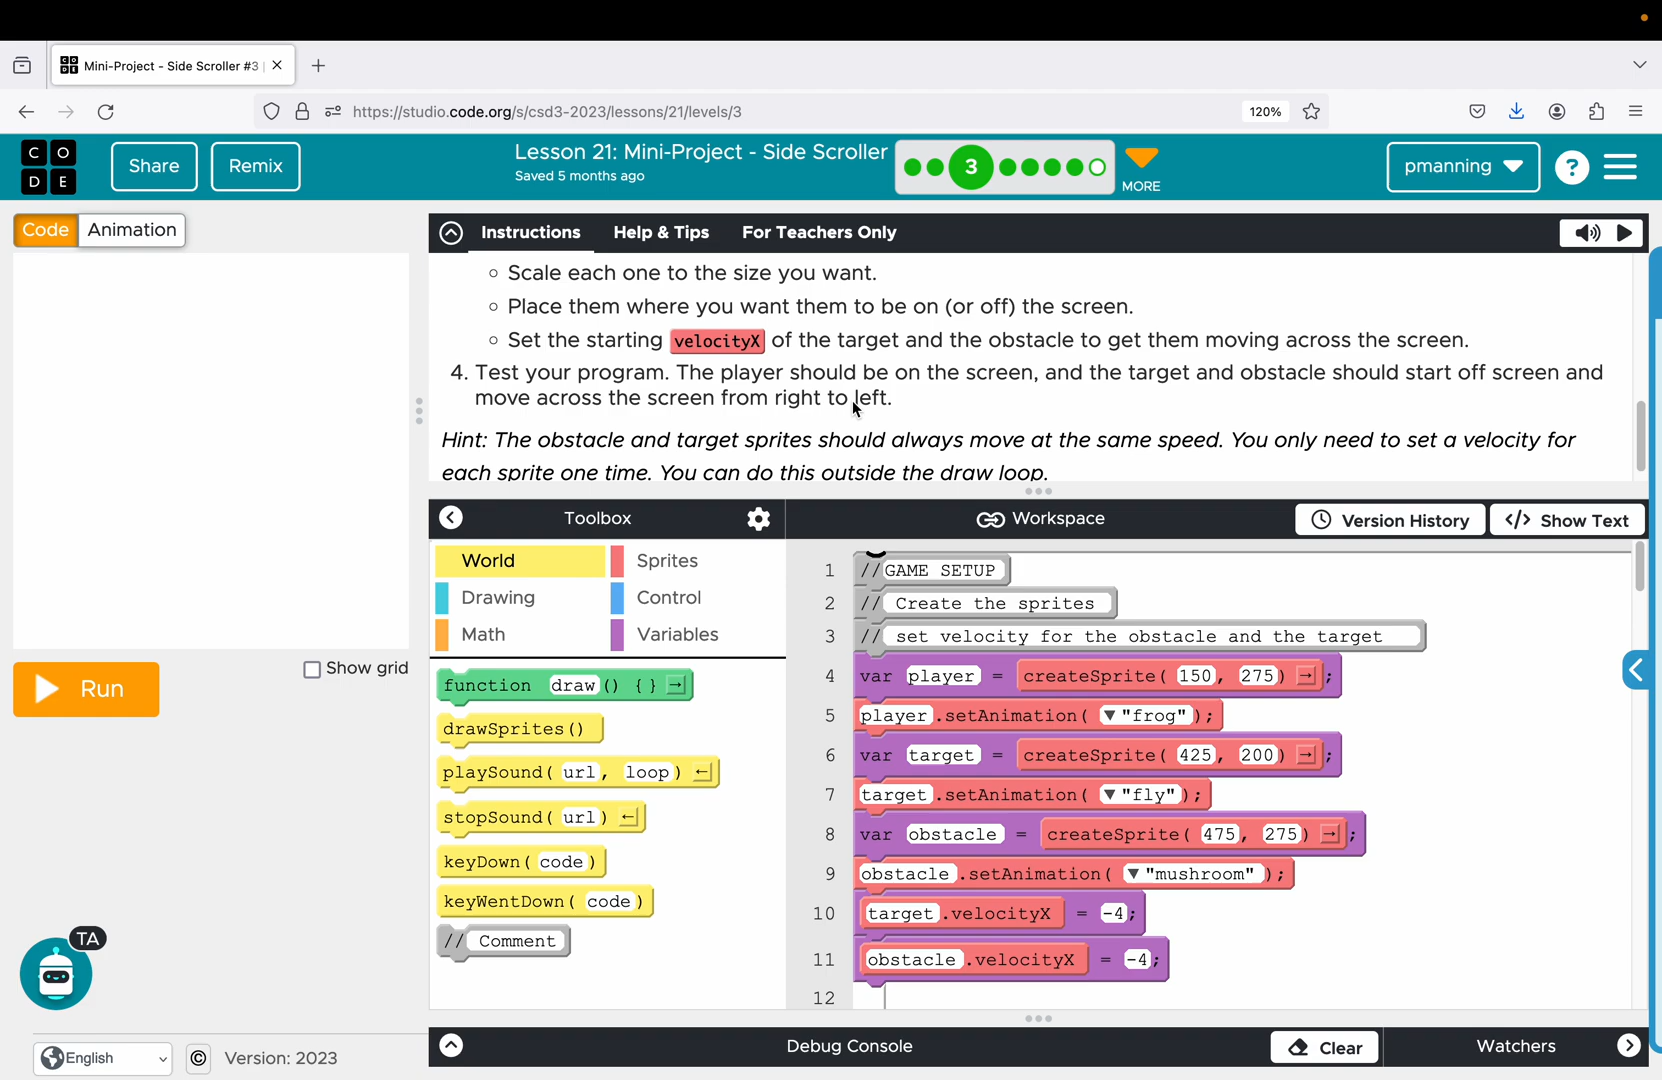 Mini-Project - Side Scroller #3
https://studio.code.org/s/csd3-2023/lessons/21/levels/3
120%
C O D E
Share
Remix
Lesson 21: Mini-Project - Side Scroller
Saved 5 months ago
3
MORE
pmanning
?
Code
Animation
Instructions
Help & Tips
For Teachers Only
Scale each one to the size you want.
Place them where you want them to be on (or off) the screen.
Set the starting velocityX of the target and the obstacle to get them moving across the screen.
4. Test your program. The player should be on the screen, and the target and obstacle should start off screen and
move across the screen from right to left.
Hint: The obstacle and target sprites should always move at the same speed. You only need to set a velocity for
each sprite one time. You can do this outside the draw loop.
Run
Show grid
Toolbox
World
Sprites
Drawing
Control
Math
Variables
function draw() { }
drawSprites()
playSound( url, loop)
stopSound( url)
keyDown( code)
keyWentDown( code)
// Comment
Workspace
Version History
</> Show Text
1 //GAME SETUP
2 // Create the sprites
3 // set velocity for the obstacle and the target
4 var player = createSprite( 150, 275);
5 player.setAnimation( ▼"frog");
6 var target = createSprite( 425, 200);
7 target.setAnimation( ▼"fly");
8 var obstacle = createSprite( 475, 275);
9 obstacle.setAnimation( ▼"mushroom");
10 target.velocityX = -4;
11 obstacle.velocityX = -4;
12
TA
English
©
Version: 2023
Debug Console
Clear
Watchers